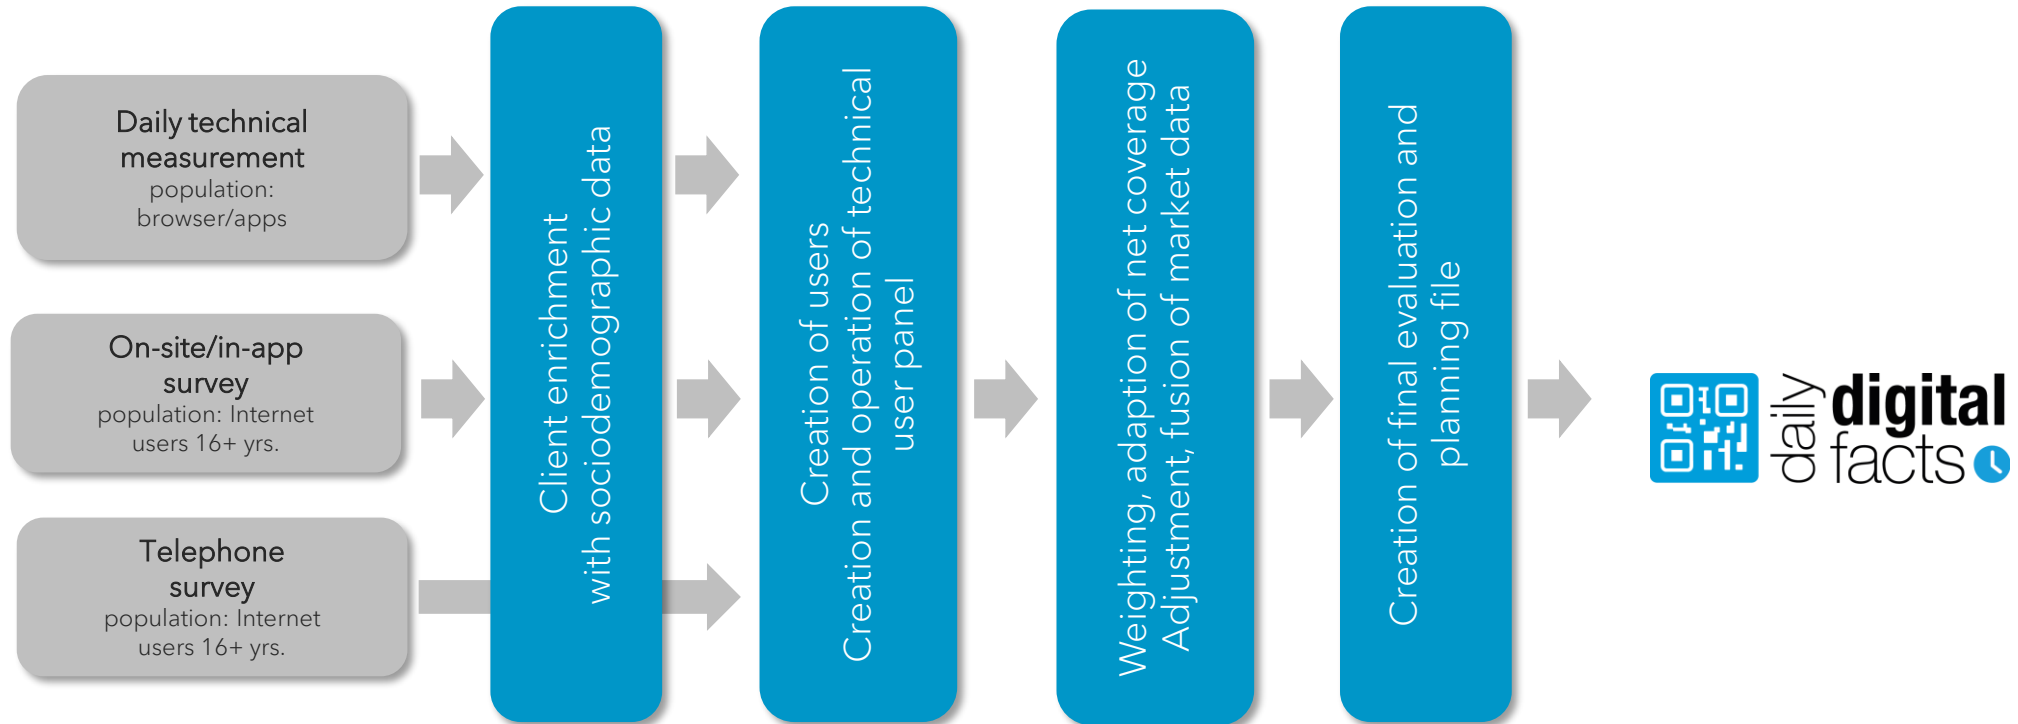 Daily technical
measurement
population:
browser/apps
On-site/in-app
survey
population: Internet
users 16+ yrs.
Telephone
survey
population: Internet
users 16+ yrs.
Client enrichment
with sociodemographic data
Creation of users
Creation and operation of technical
user panel
Weighting, adaption of net coverage
Adjustment, fusion of market data
Creation of final evaluation and
planning file
daily
digital
facts